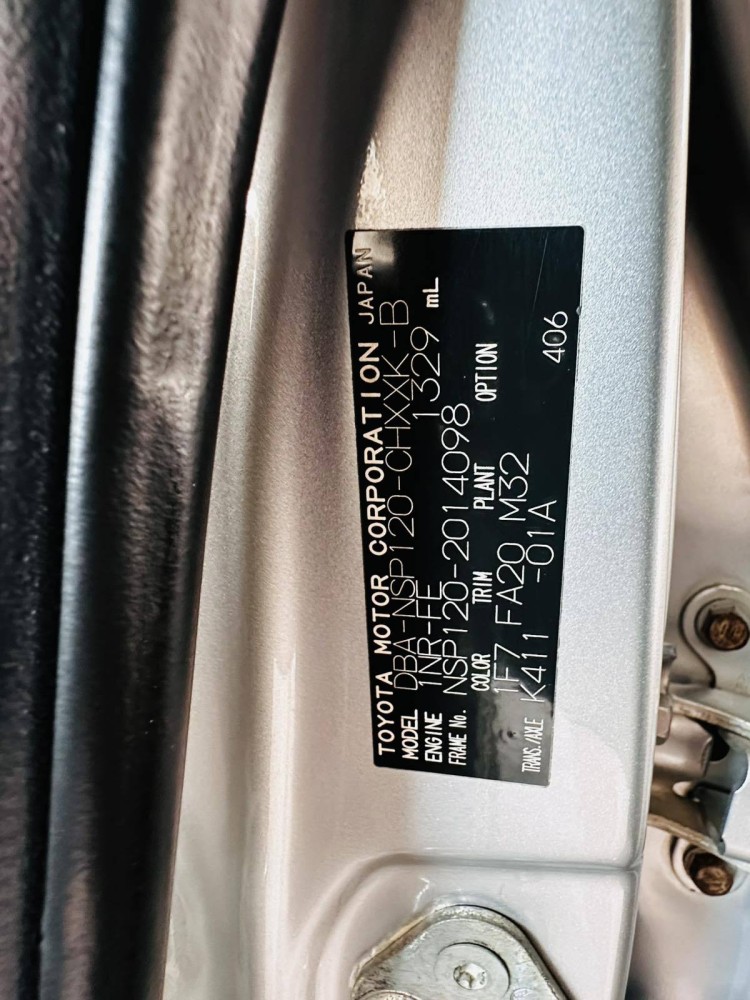 TOYOTA MOTOR CORPORATION JAPAN
MODEL DBA-NSP120-CHXXK-B
ENGINE 1NR-FE 1329 mL
FRAME No. NSP120-2014098
COLOR TRIM PLANT OPTION
1F7 FA20 M32
TRANS./AXLE K411 -01A 406